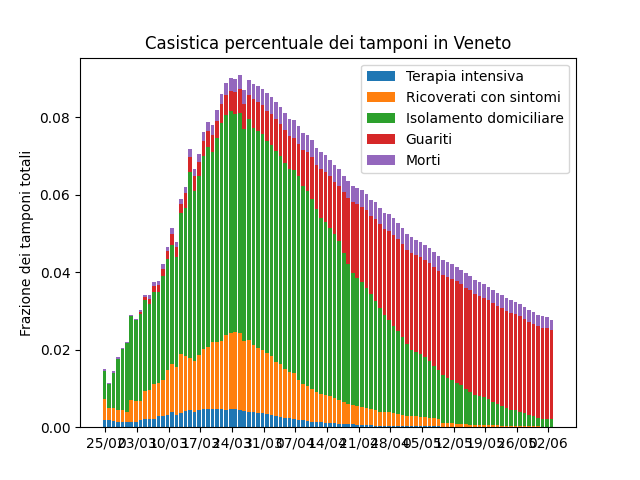 Casistica percentuale dei tamponi in Veneto
Terapia intensiva
Ricoverati con sintomi
Isolamento domiciliare
Guariti
Morti
Frazione dei tamponi totali
0.08
0.06
0.04
0.02
0.00
25/02 03/03 10/03 17/03 24/03 31/03 07/04 14/04 21/04 28/04 05/05 12/05 19/05 26/05 02/06